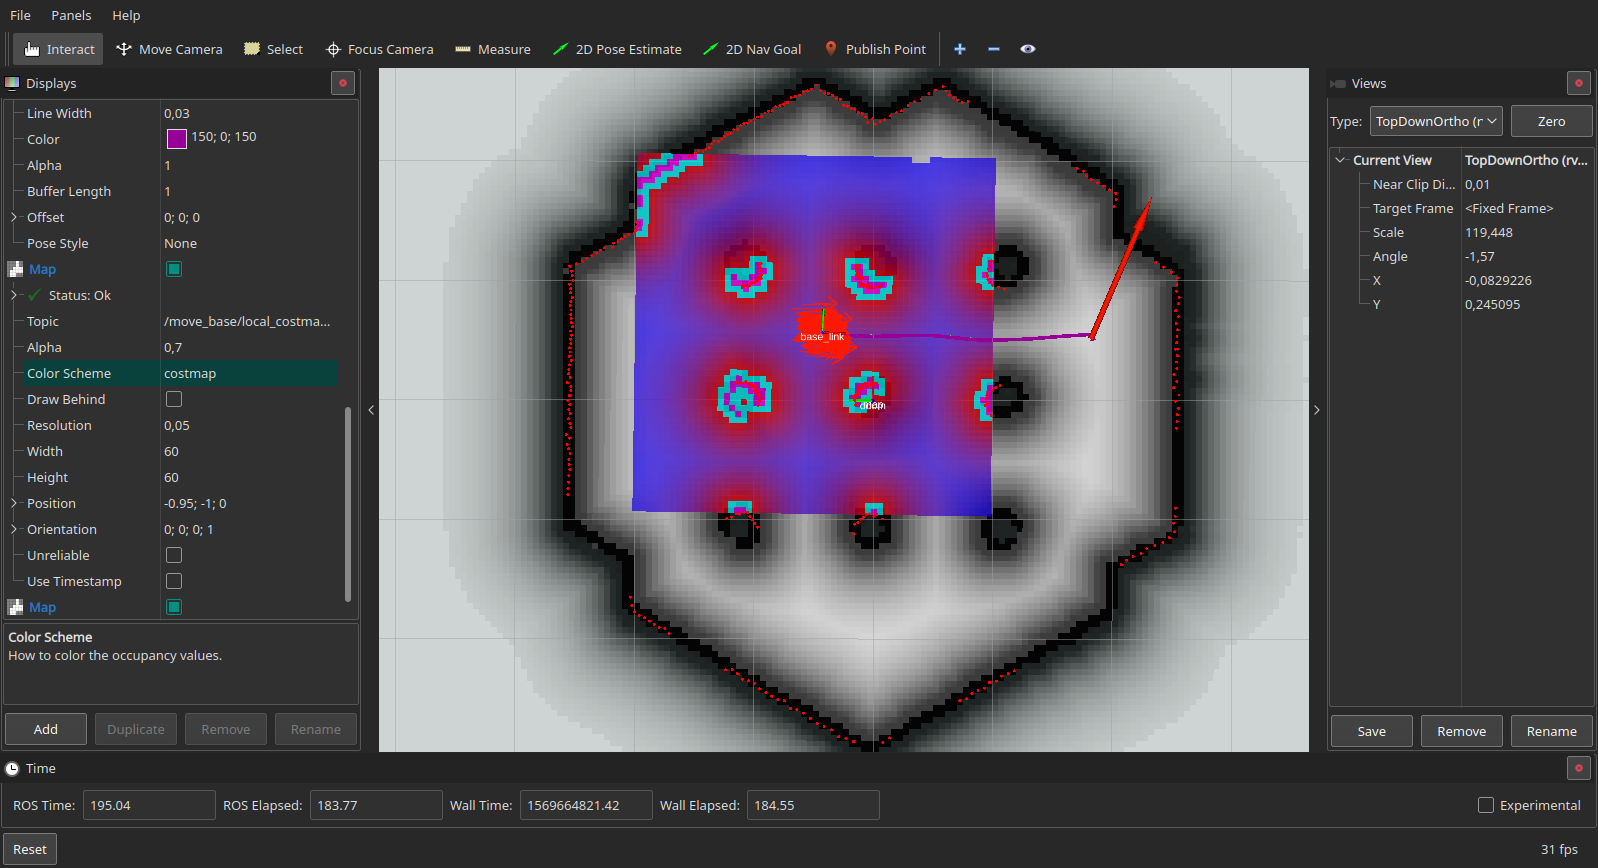 File Panels Help
Interact Move Camera Select Focus Camera Measure 2D Pose Estimate 2D Nav Goal Publish Point
Displays
Line Width 0,03
Color 150; 0; 150
Alpha 1
Buffer Length 1
Offset 0; 0; 0
Pose Style None
Map
Status: Ok
Topic /move_base/local_costma...
Alpha 0,7
Color Scheme costmap
Draw Behind
Resolution 0,05
Width 60
Height 60
Position -0.95; -1; 0
Orientation 0; 0; 0; 1
Unreliable
Use Timestamp
Map
Color Scheme
How to color the occupancy values.
Add Duplicate Remove Rename
base_link
Views
Type: TopDownOrtho (r Zero
Current View TopDownOrtho (rv...
Near Clip Di... 0,01
Target Frame <Fixed Frame>
Scale 119,448
Angle -1,57
X -0,0829226
Y 0,245095
Save Remove Rename
Time
ROS Time: 195.04 ROS Elapsed: 183.77 Wall Time: 1569664821.42 Wall Elapsed: 184.55 Experimental
Reset 31 fps